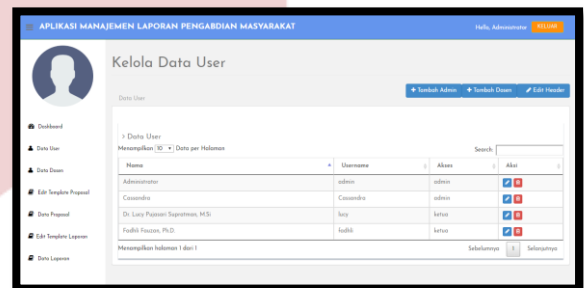 APLIKASI MANAJEMEN LAPORAN PENGABDIAN MASYARAKAT
Hello, Administrator KELUAR
Kelola Data User
+ Tambah Admin + Tambah Dosen Edit Header
Data User
Dashboard
Data User
Data Dosen
Edit Template Proposal
Data Proposal
Edit Template Laporan
Data Laporan
> Data User
Menampilkan 10 Data per Halaman
Search:
Nama Username Akses Aksi
Administrator admin admin
Cassandra Cassandra admin
Dr. Lucy Pujasari Supratman, M.Si lucy ketua
Fadhli Fauzan, Ph.D. fadhli ketua
Menampilkan halaman 1 dari 1
Sebelumnya 1 Selanjutnya